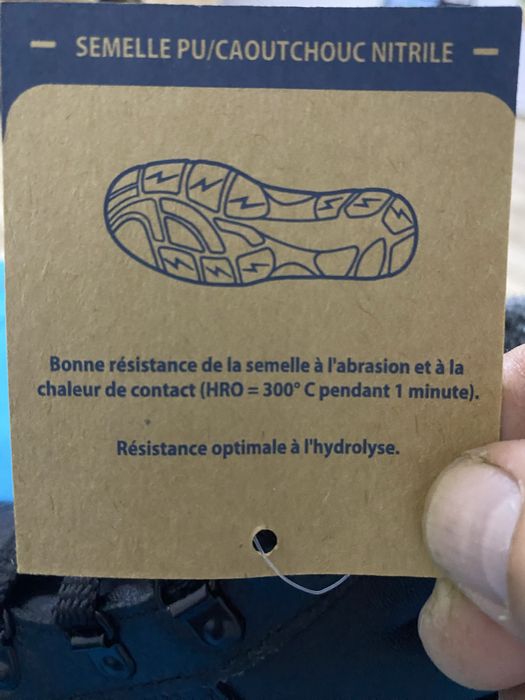 SEMELLE PU/CAOUTCHOUC NITRILE
Bonne résistance de la semelle à l'abrasion et à la
chaleur de contact (HRO = 300° C pendant 1 minute).
Résistance optimale à l'hydrolyse.